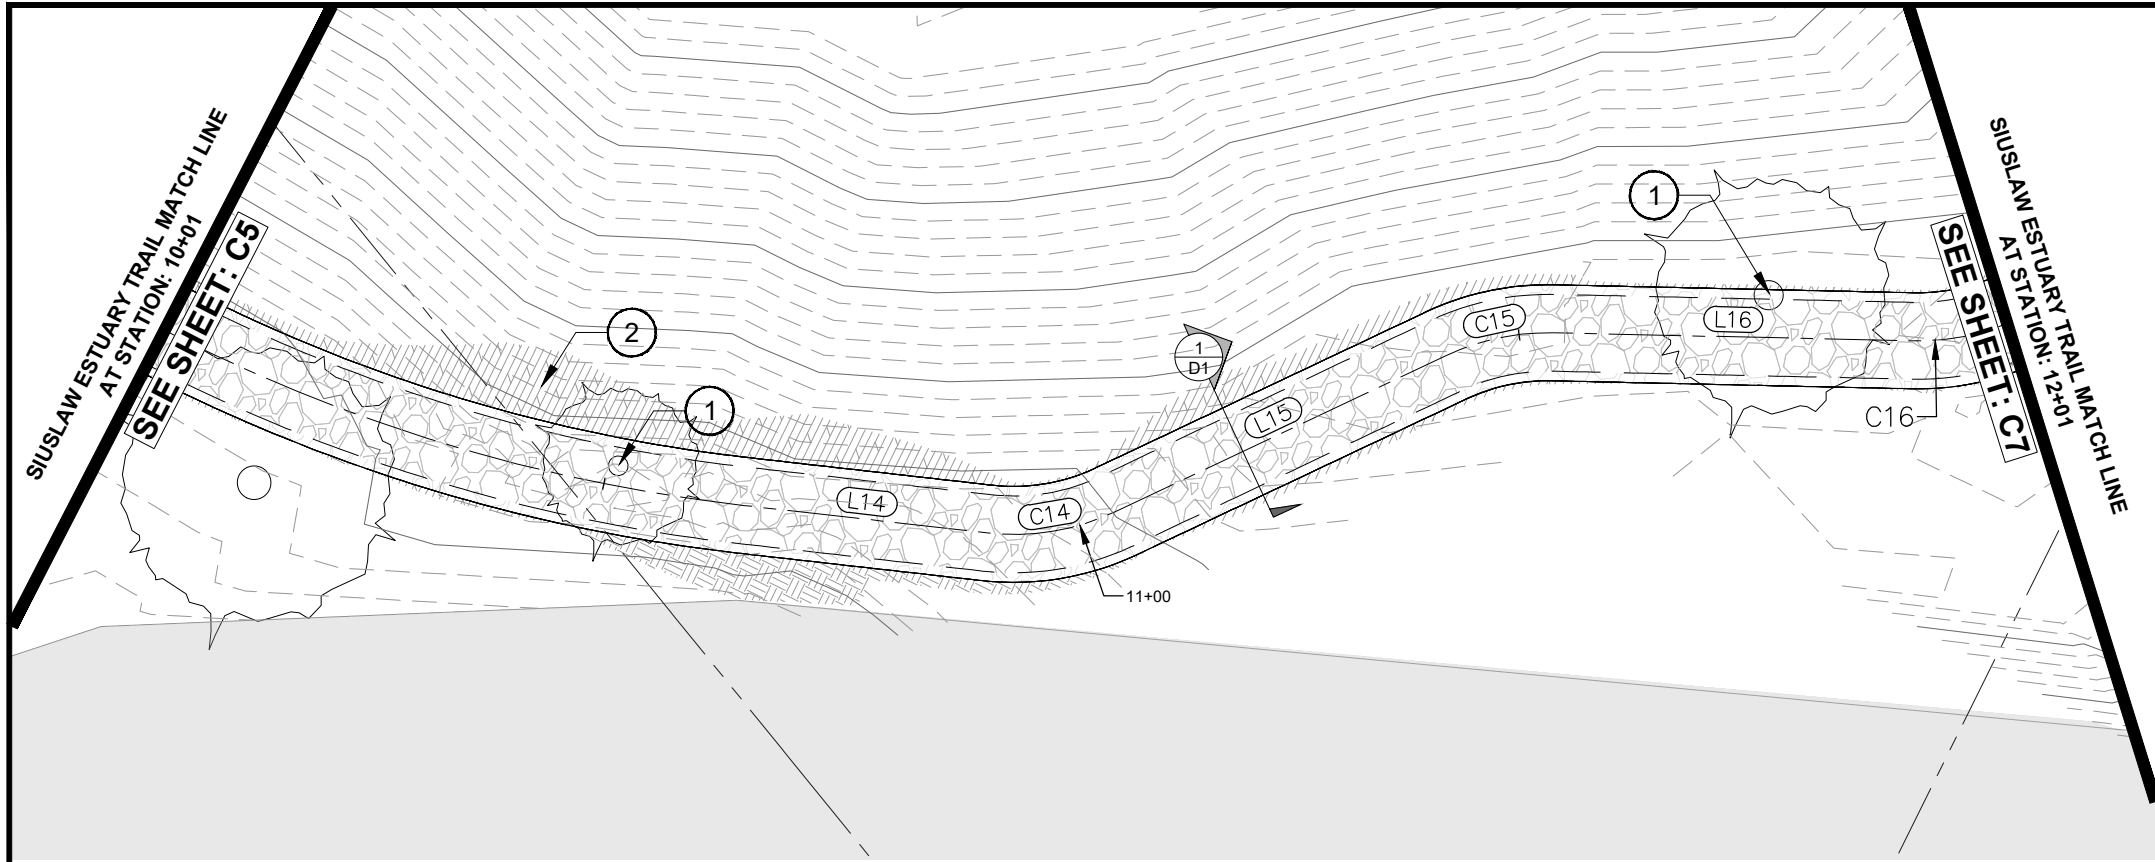 SIUSLAW ESTUARY TRAIL MATCH LINE
AT STATION: 10+01
SEE SHEET: C5
2
1
L14
C14
11+00
1
D1
L15
C15
1
L16
C16
SEE SHEET: C7
AT STATION: 12+01
SIUSLAW ESTUARY TRAIL MATCH LINE